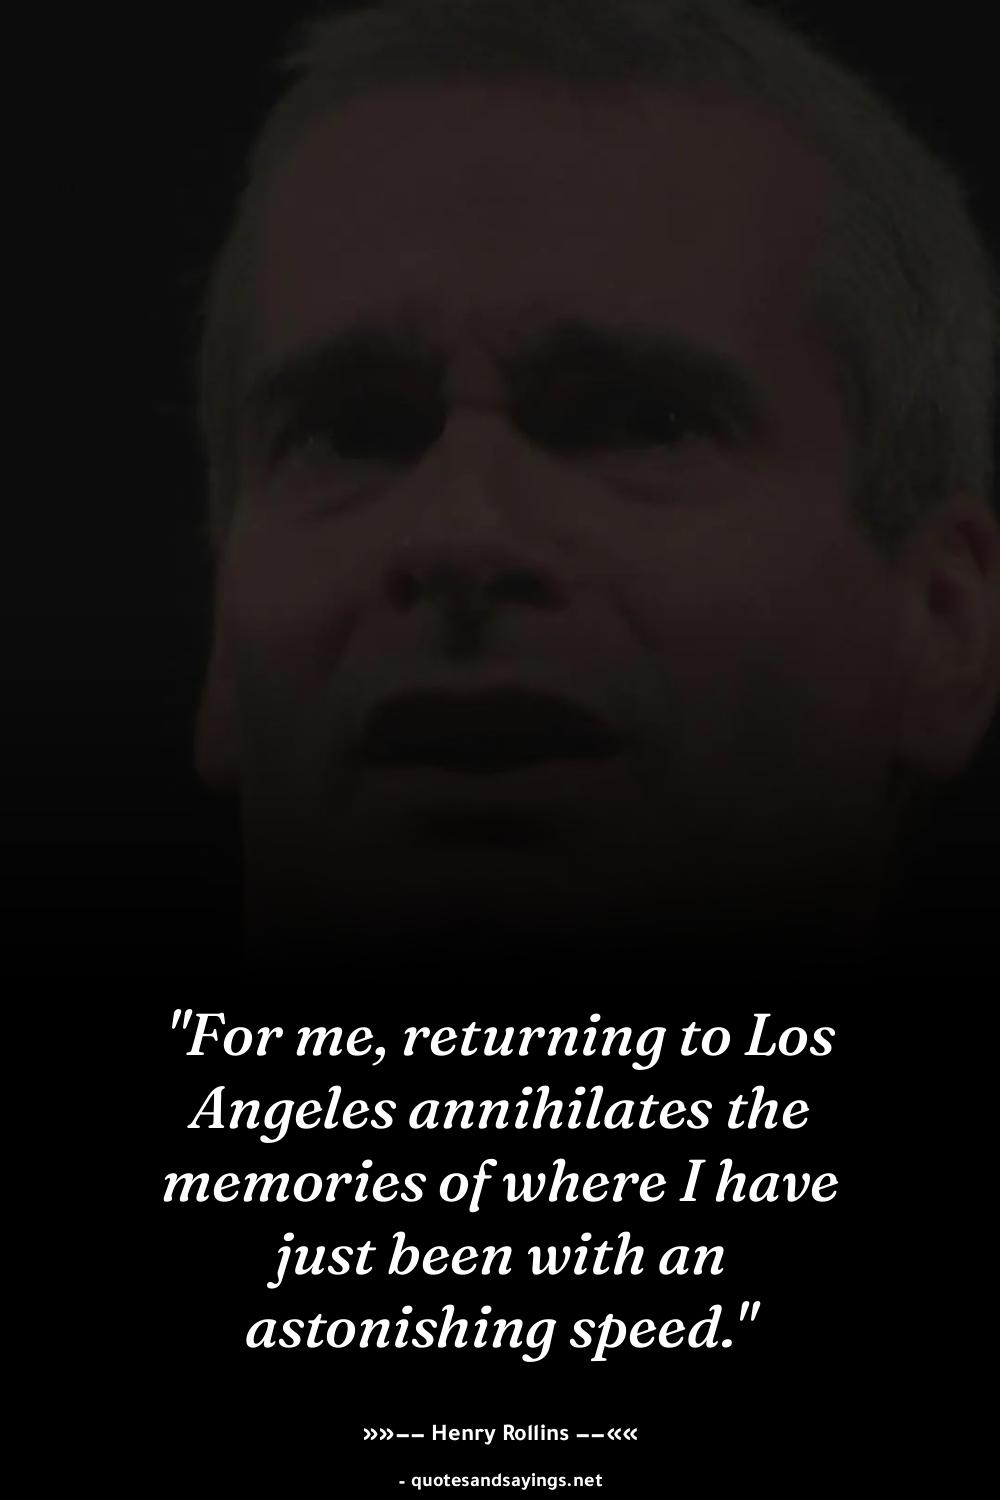 "For me, returning to Los
Angeles annihilates the
memories of where I have
just been with an
astonishing speed."
»»–– Henry Rollins ––««
- quotesandsayings.net